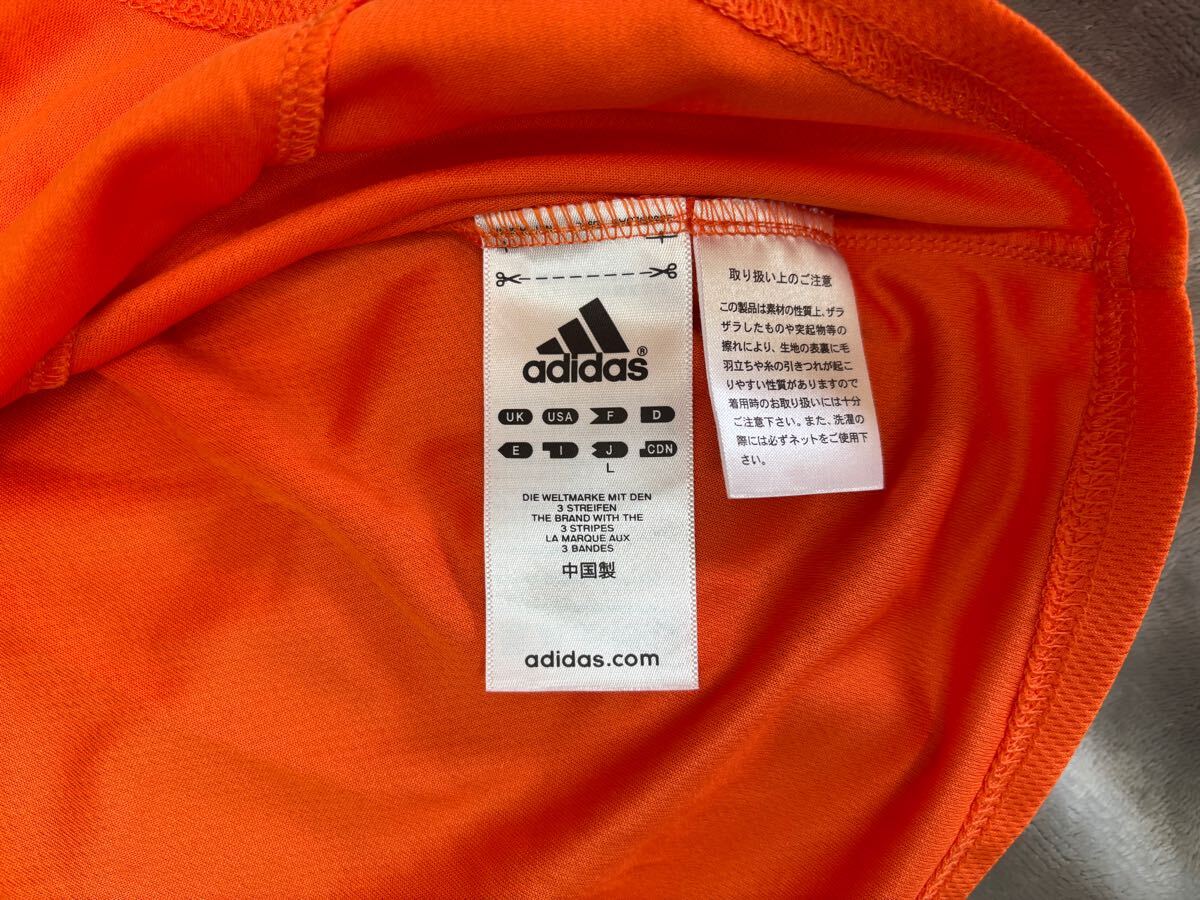 adidas®
UK USA F D
E I J CDN
L
DIE WELTMARKE MIT DEN
3 STREIFEN
THE BRAND WITH THE
3 STRIPES
LA MARQUE AUX
3 BANDES
中国製
adidas.com
取り扱い上のご注意
この製品は素材の性質上、ザラ
ザラしたものや突起物等の
擦れにより、生地の表裏に毛
羽立ちや糸の引きつれが起こ
りやすい性質がありますので
着用時のお取り扱いには十分
ご注意下さい。また、洗濯の
際には必ずネットをご使用下
さい。